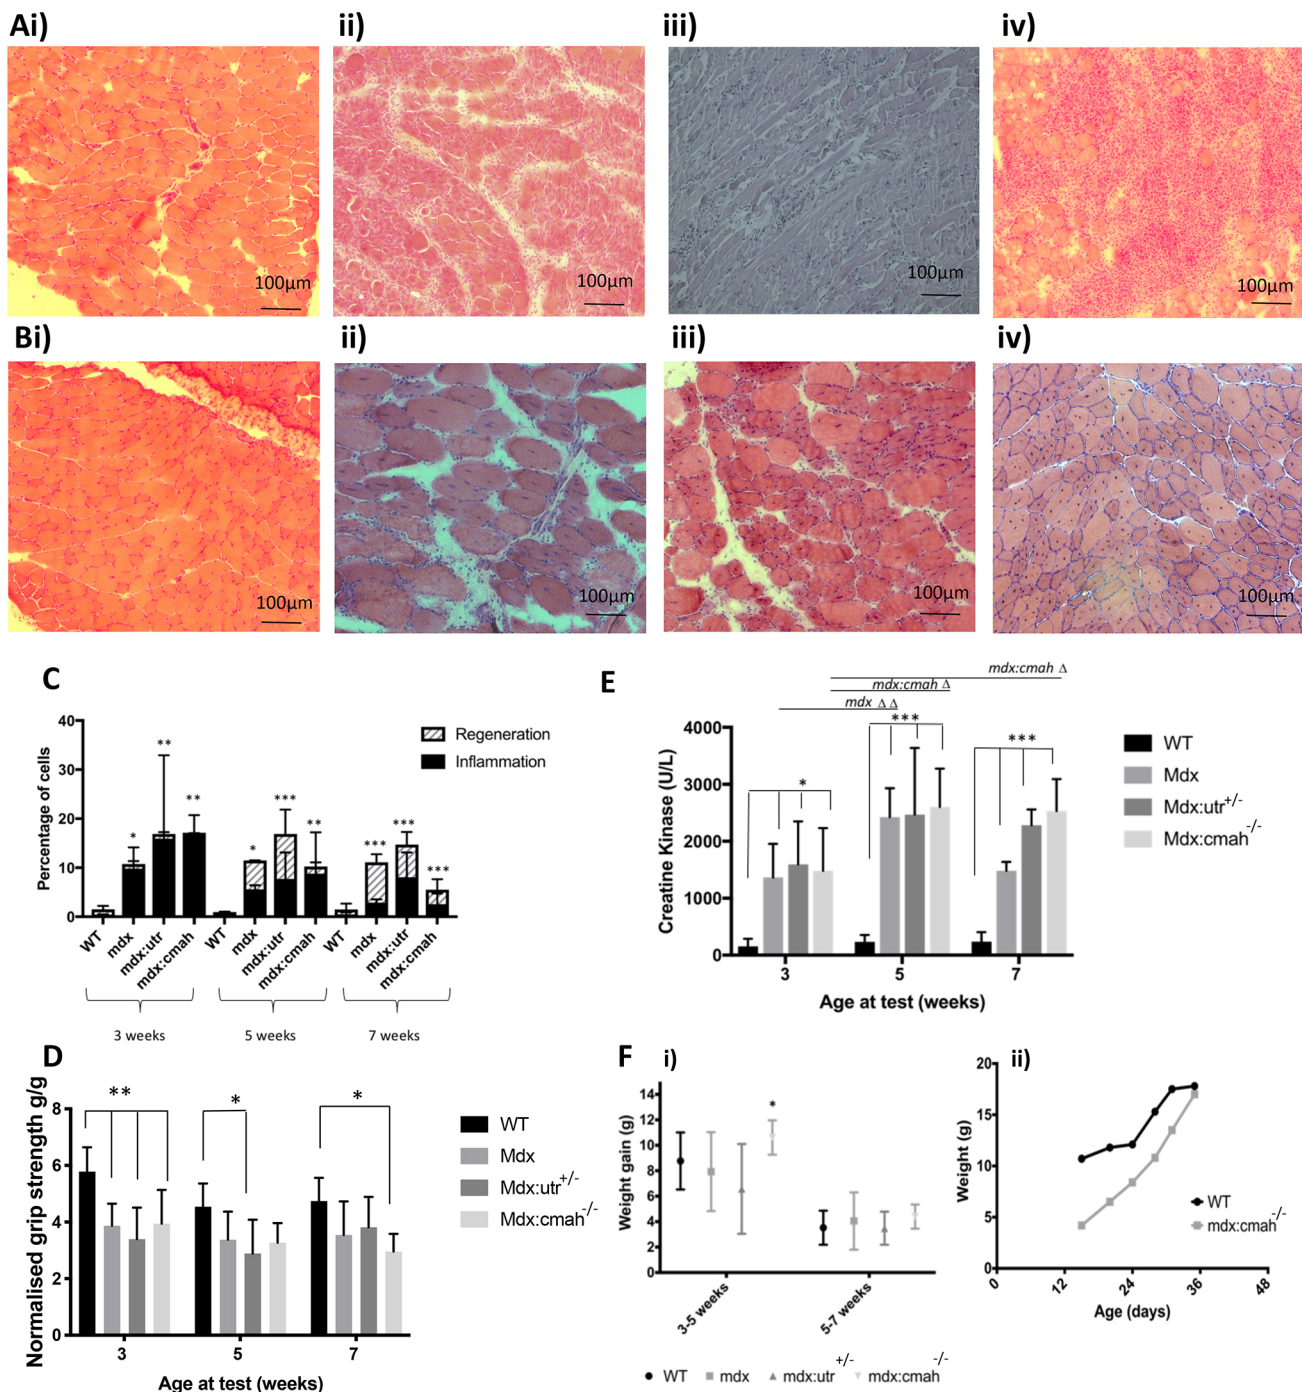 Ai)
ii)
iii)
iv)
100μm
100μm
100μm
100μm
Bi)
ii)
iii)
iv)
100μm
100μm
100μm
100μm
C
Percentage of cells
40
30
20
10
0
Regeneration
Inflammation
*
**
**
*
***
**
***
***
***
WT
mdx
mdx:utr
mdx:cmah
WT
mdx
mdx:utr
mdx:cmah
WT
mdx
mdx:utr
mdx:cmah
3 weeks
5 weeks
7 weeks
E
mdx:cmah Δ
mdx:cmah Δ
mdx Δ Δ
Creatine Kinase (U/L)
4000
3000
2000
1000
0
*
***
***
3
5
7
Age at test (weeks)
WT
Mdx
Mdx:utr+/-
Mdx:cmah-/-
D
Normalised grip strength g/g
8
6
4
2
0
**
*
*
3
5
7
Age at test (weeks)
WT
Mdx
Mdx:utr+/-
Mdx:cmah-/-
F
i)
Weight gain (g)
14
12
10
8
6
4
2
0
*
3-5 weeks
5-7 weeks
WT
mdx
mdx:utr+/-
mdx:cmah-/-
ii)
Weight (g)
20
15
10
5
0
0
12
24
36
48
Age (days)
WT
mdx:cmah-/-